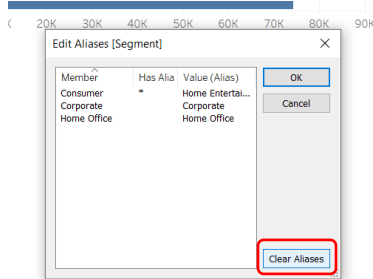 20K 30K 40K 50K 60K 70K 80K 90K
Edit Aliases [Segment]
Member Has Alia Value (Alias)
OK
Consumer * Home Entertai...
Corporate Corporate
Cancel
Home Office Home Office
Clear Aliases